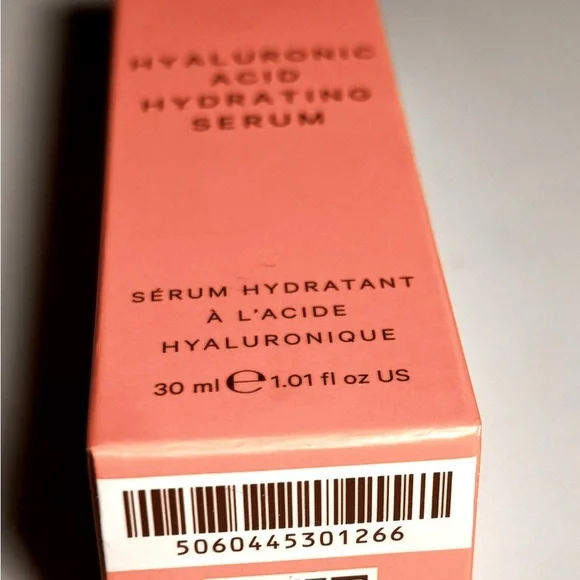 HYALURONIC
ACID
HYDRATING
SERUM
SÉRUM HYDRATANT
À L'ACIDE
HYALURONIQUE
30 ml ℮ 1.01 fl oz US
5060445301266